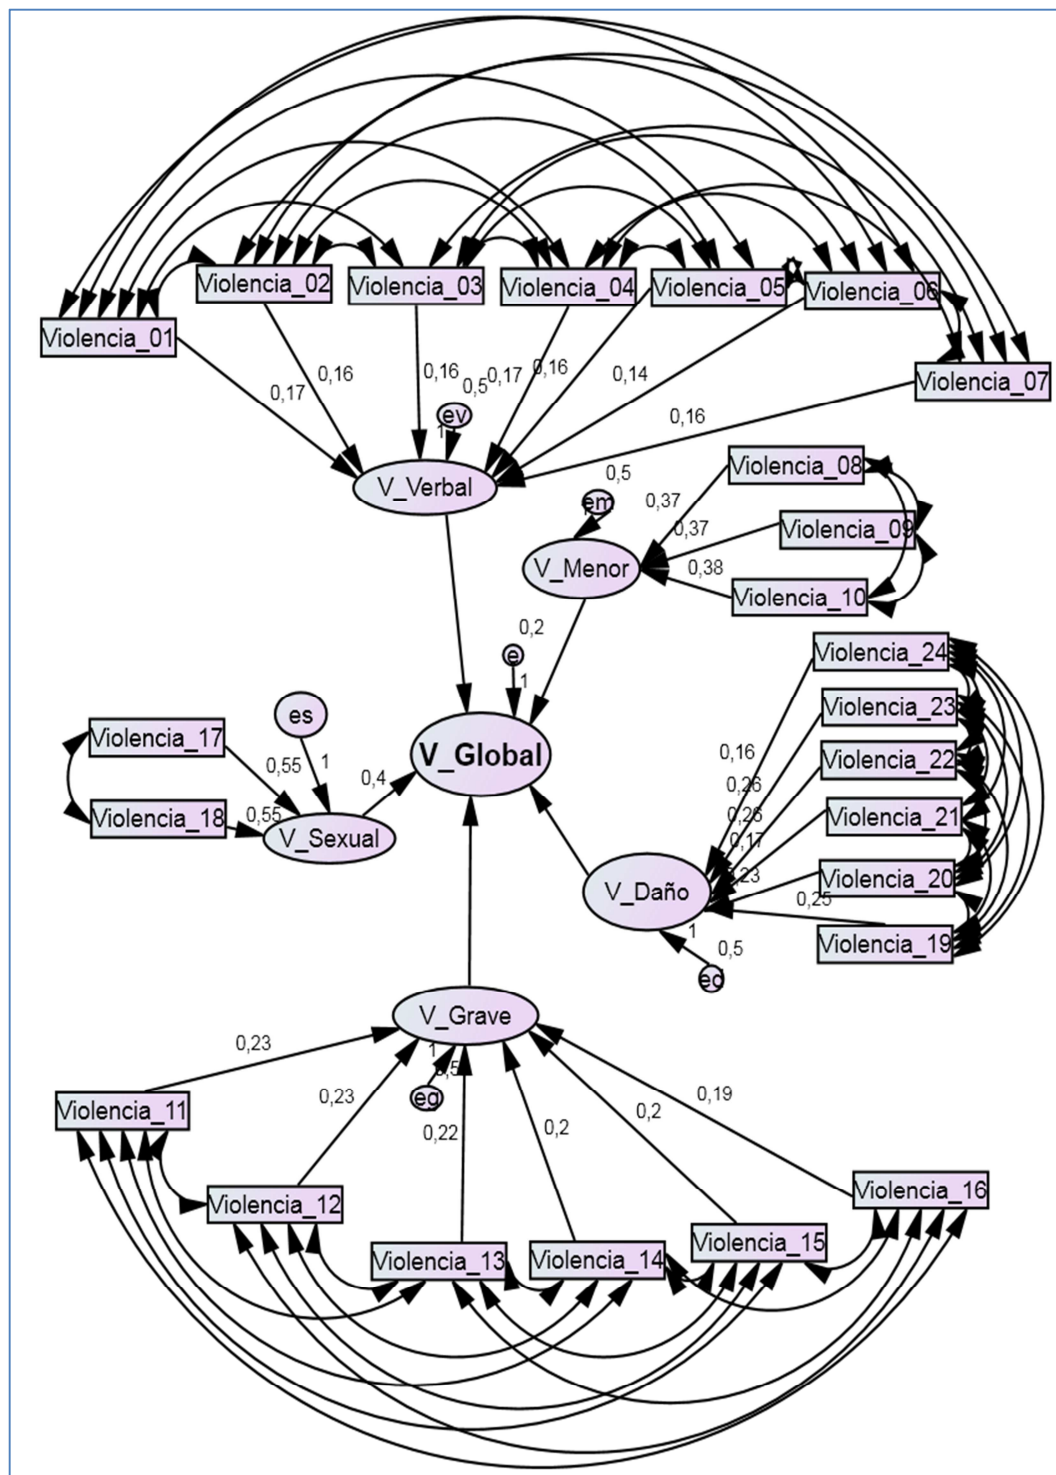 Violencia_01
Violencia_02
Violencia_03
Violencia_04
Violencia_05
Violencia_06
Violencia_07
0,17
0,16
0,16
0,5
0,17
0,16
0,14
0,16
ev
1
V_Verbal
Violencia_08
Violencia_09
Violencia_10
0,5
em
0,37
0,37
0,38
V_Menor
0,2
e
1
V_Global
Violencia_17
Violencia_18
es
0,55
1
0,55
0,4
V_Sexual
Violencia_24
Violencia_23
Violencia_22
Violencia_21
Violencia_20
Violencia_19
0,16
0,26
0,26
0,17
0,23
0,25
V_Daño
1
0,5
ed
V_Grave
1
0,5
eg
0,23
0,23
0,22
0,2
0,2
0,19
Violencia_11
Violencia_12
Violencia_13
Violencia_14
Violencia_15
Violencia_16